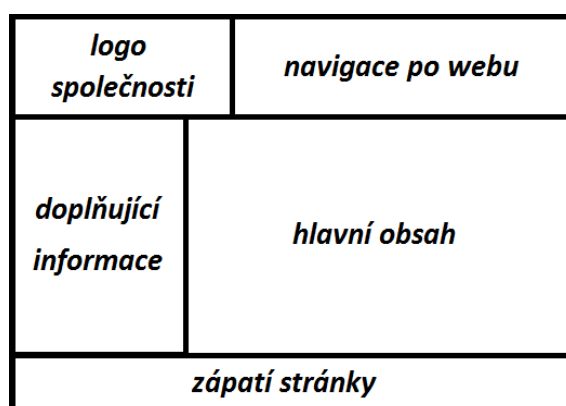 logo
společnosti
navigace po webu
doplňující
informace
hlavní obsah
zápatí stránky